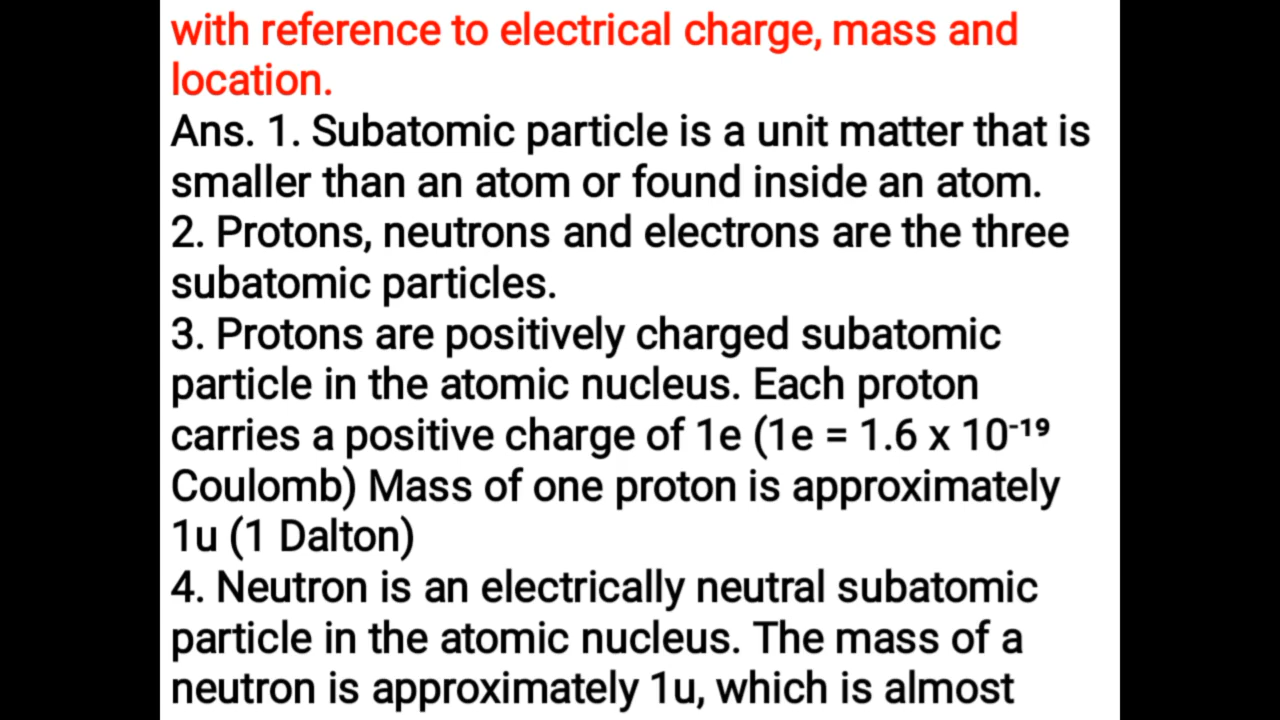 with reference to electrical charge, mass and
location.
Ans. 1. Subatomic particle is a unit matter that is
smaller than an atom or found inside an atom.
2. Protons, neutrons and electrons are the three
subatomic particles.
3. Protons are positively charged subatomic
particle in the atomic nucleus. Each proton
carries a positive charge of 1e (1e = 1.6 x 10⁻¹⁹
Coulomb) Mass of one proton is approximately
1u (1 Dalton)
4. Neutron is an electrically neutral subatomic
particle in the atomic nucleus. The mass of a
neutron is approximately 1u, which is almost